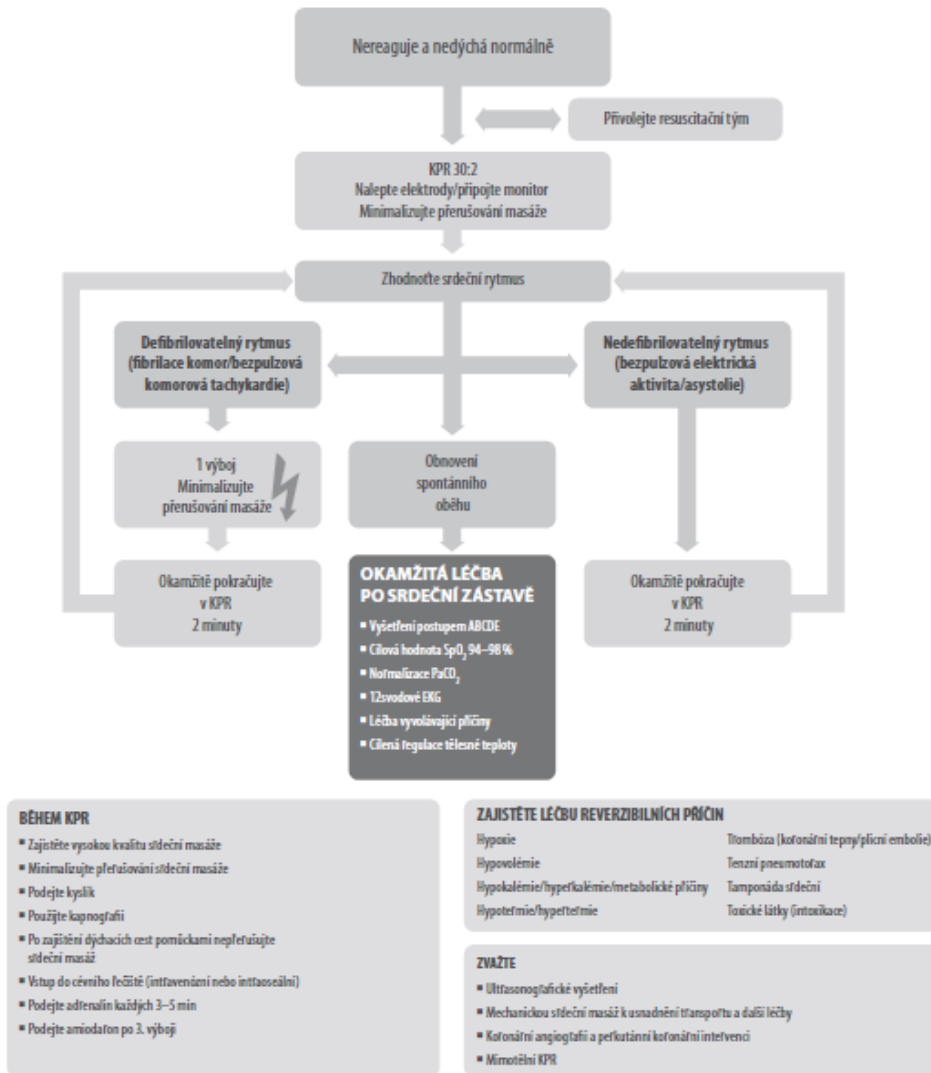 Nereaguje a nedýchá normálně
Přivolejte resuscitační tým
KPR 30:2
Nalepte elektrody/připojte monitor
Minimalizujte přerušování masáže
Zhodnoťte srdeční rytmus
Defibrilovatelný rytmus
(fibrilace komor/bezpulzová
komorová tachykardie)
Nedefibrilovatelný rytmus
(bezpulzová elektrická
aktivita/asystolie)
1 výboj
Minimalizujte
přerušování masáže
Obnovení
spontánního
oběhu
Okamžitě pokračujte
v KPR
2 minuty
OKAMŽITÁ LÉČBA
PO SRDEČNÍ ZÁSTAVĚ
▪ Vyšetření postupem ABCDE
▪ Cílová hodnota SpO₂ 94–98 %
▪ Normalizace PaCO₂
▪ 12svodové EKG
▪ Léčba vyvolávající příčiny
▪ Cílená regulace tělesné teploty
Okamžitě pokračujte
v KPR
2 minuty
BĚHEM KPR
▪ Zajistěte vysokou kvalitu srdeční masáže
▪ Minimalizujte přerušování srdeční masáže
▪ Podejte kyslík
▪ Použijte kapnografii
▪ Po zajištění dýchacích cest pomůckami nepřerušujte
srdeční masáž
▪ Vstup do cévního řečiště (intravenózní nebo intraoseální)
▪ Podejte adrenalin každých 3–5 min
▪ Podejte amiodaron po 3. výboji
ZAJISTĚTE LÉČBU REVERZIBILNÍCH PŘÍČIN
Hypoxie
Hypovolémie
Hypokalémie/hyperkalémie/metabolické příčiny
Hypotermie/hypertermie
Trombóza (koronární tepny/plicní embolie)
Tenzní pneumotorax
Tamponáda srdeční
Toxické látky (intoxikace)
ZVAŽTE
▪ Ultrasonografické vyšetření
▪ Mechanickou srdeční masáž k usnadnění transportu a další léčby
▪ Koronární angiografii a perkutánní koronární intervenci
▪ Mimotělní KPR